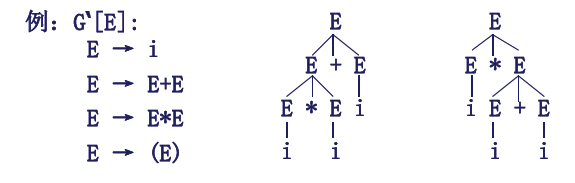 例：G‵[E]:
E → i
E → E+E
E → E*E
E → (E)
E
E + E
E * E i
i i
E
E * E
i E + E
i i